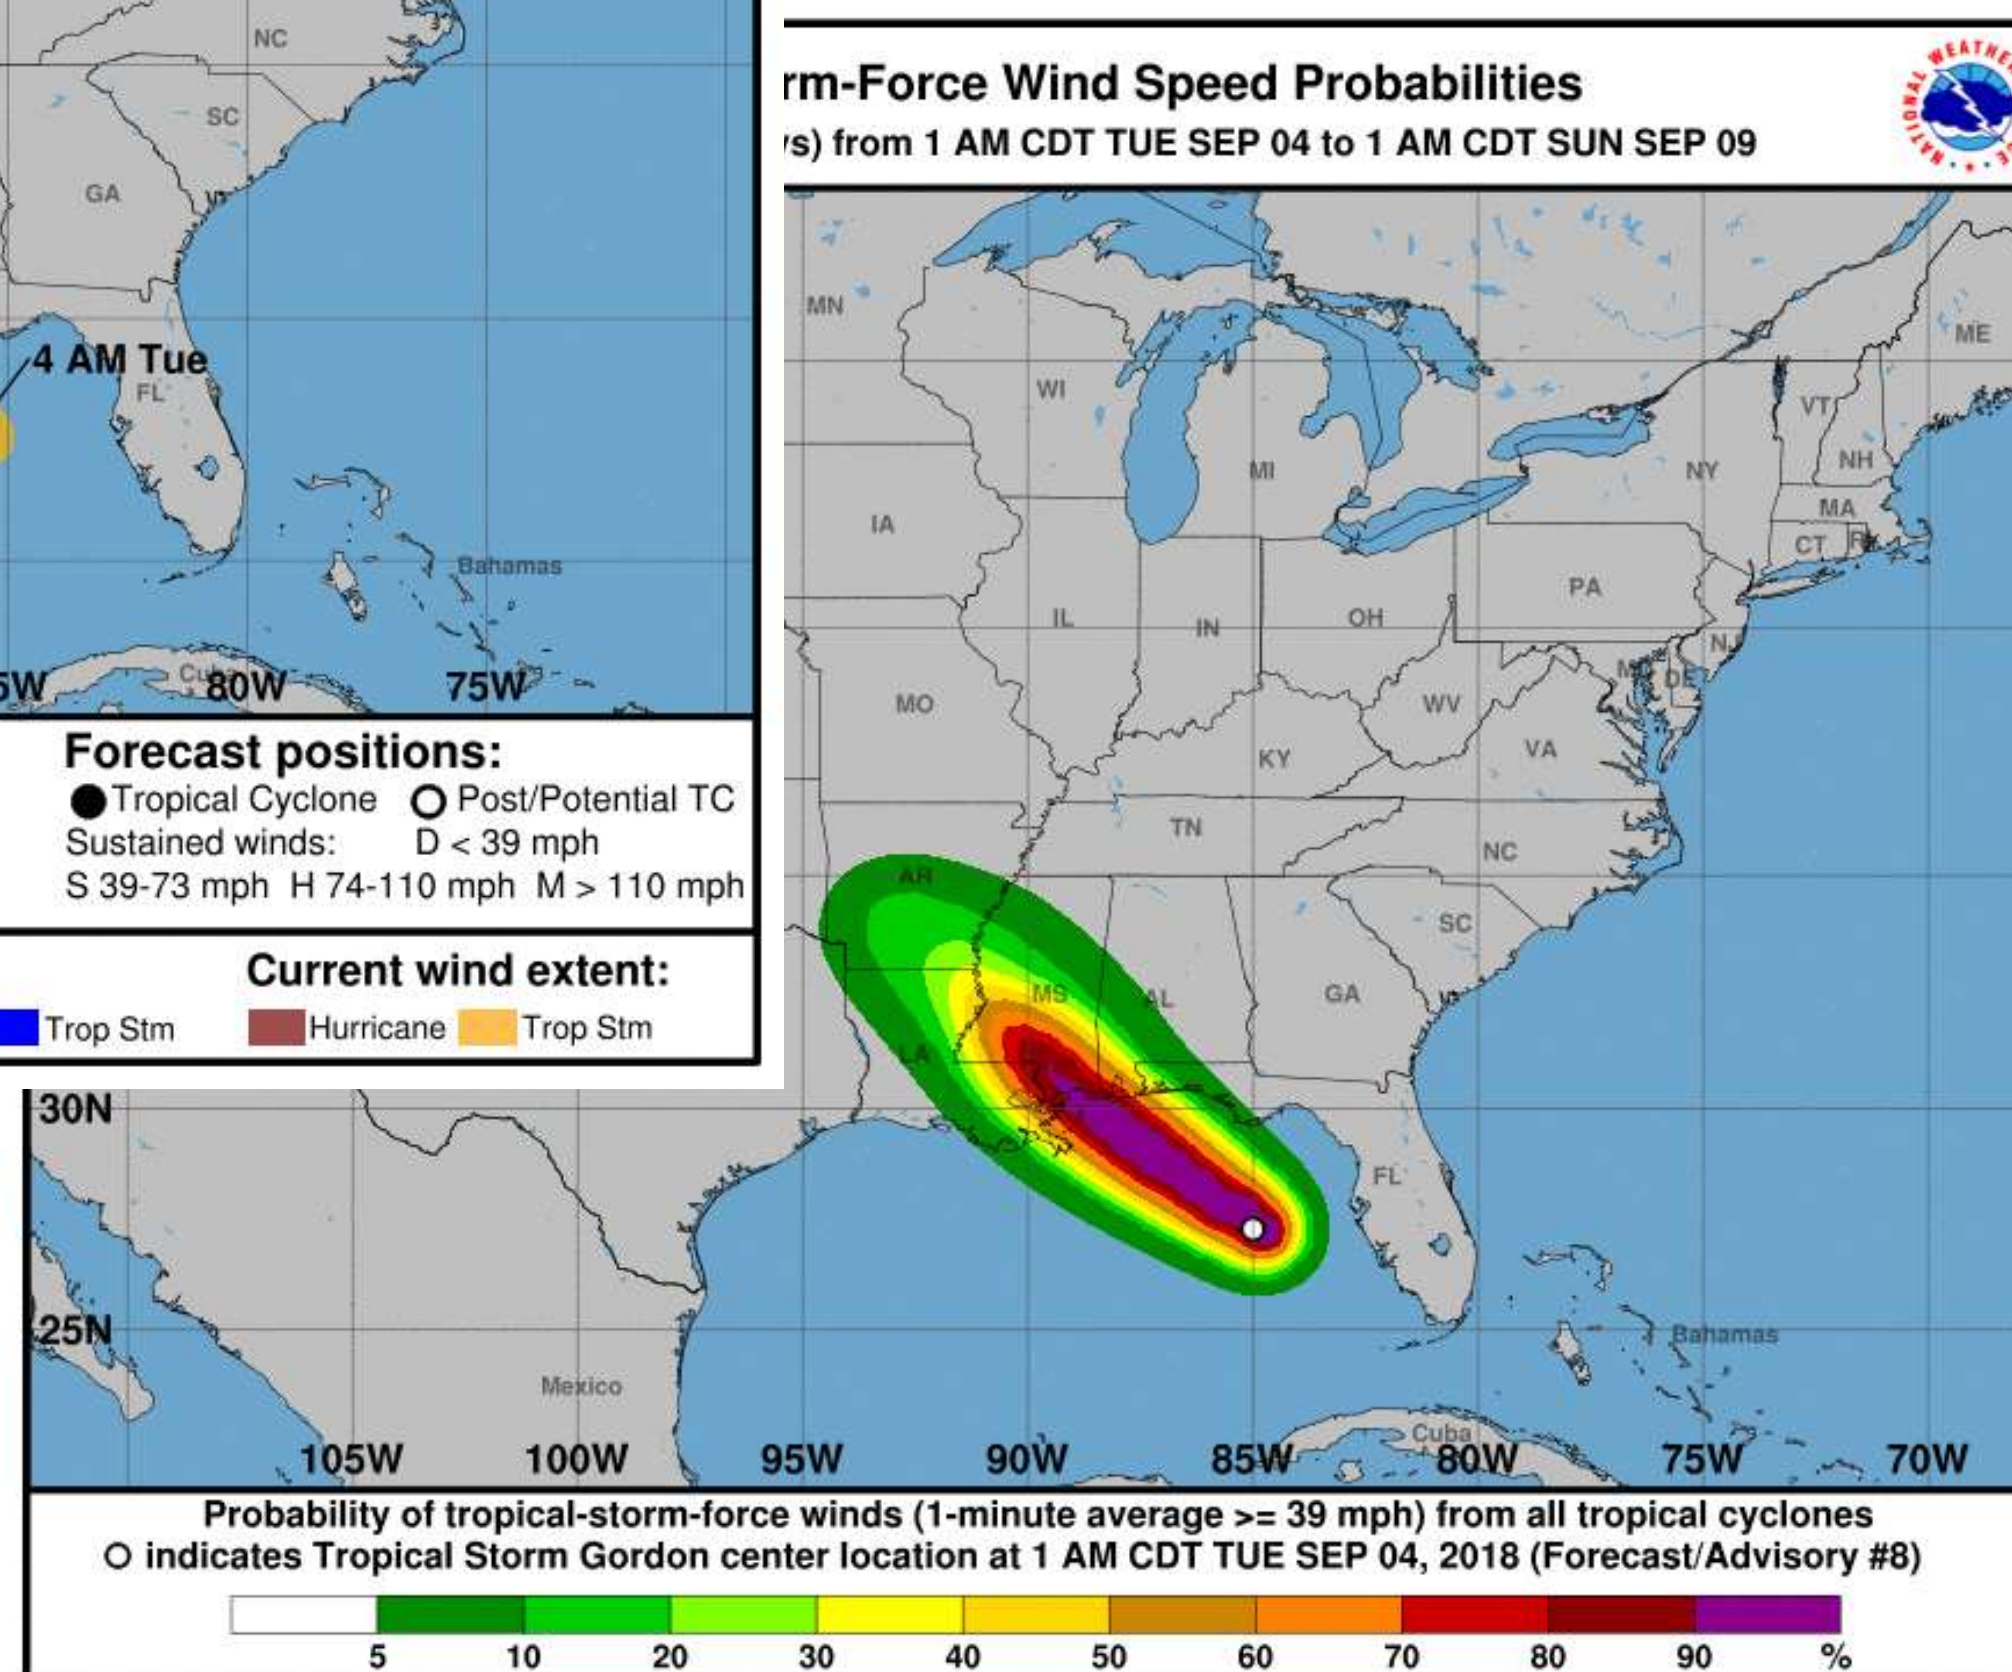 NC
SC
GA
4 AM Tue
FL
Bahamas
Cuba
5W 80W 75W
Forecast positions:
Tropical Cyclone Post/Potential TC
Sustained winds: D < 39 mph
S 39-73 mph H 74-110 mph M > 110 mph
Current wind extent:
Trop Stm Hurricane Trop Stm
rm-Force Wind Speed Probabilities
ys) from 1 AM CDT TUE SEP 04 to 1 AM CDT SUN SEP 09
NATIONAL WEATHER
MN
ME
WI
VT
MI
NY
NH
MA
IA
CT
PA
IL
IN
OH
NJ
DE
MO
WV
VA
KY
TN
NC
AR
SC
MS
AL
GA
LA
30N
FL
25N
Bahamas
Mexico
Cuba
105W 100W 95W 90W 85W 80W 75W 70W
Probability of tropical-storm-force winds (1-minute average >= 39 mph) from all tropical cyclones
O indicates Tropical Storm Gordon center location at 1 AM CDT TUE SEP 04, 2018 (Forecast/Advisory #8)
5 10 20 30 40 50 60 70 80 90 %